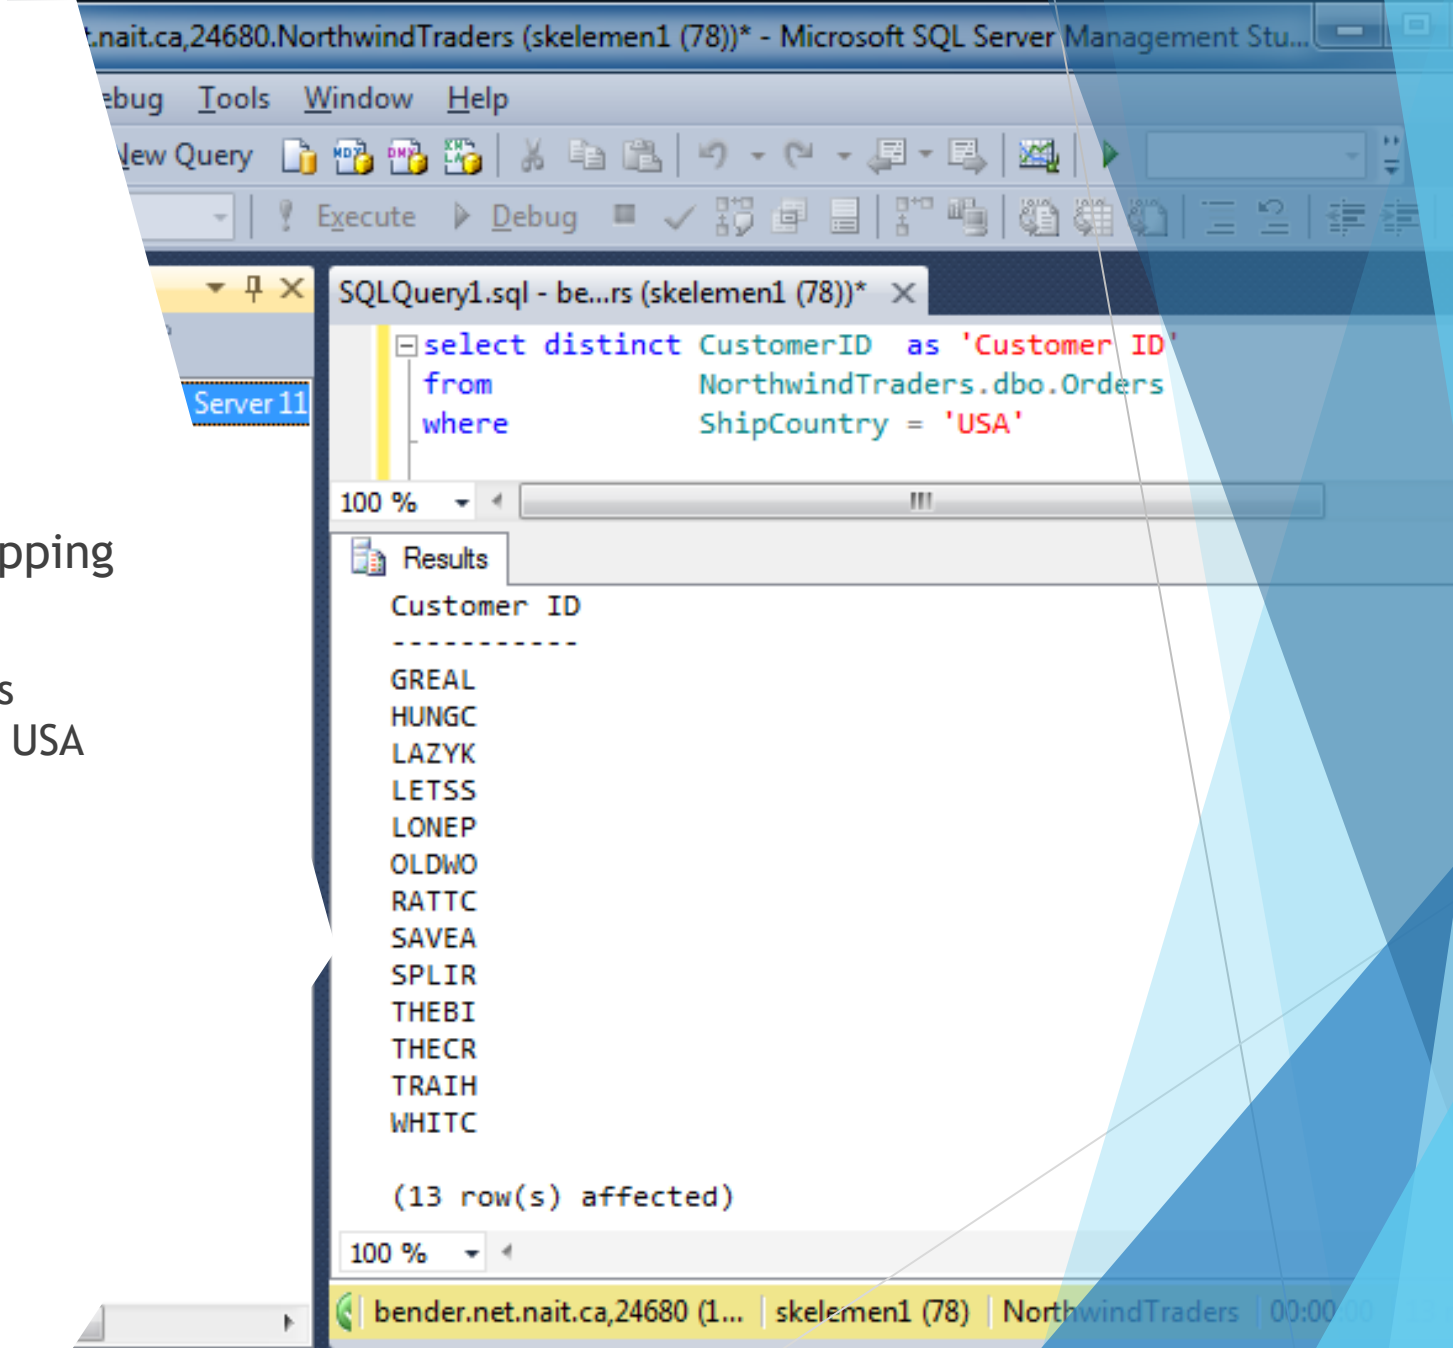 t.nait.ca,24680.NorthwindTraders (skelemen1 (78))* - Microsoft SQL Server Management Stu...
ebug Tools Window Help
New Query
Execute Debug
SQLQuery1.sql - be...rs (skelemen1 (78))*
Server 11
select distinct CustomerID as 'Customer ID'
from NorthwindTraders.dbo.Orders
where ShipCountry = 'USA'
100 %
pping
s
USA
Results
Customer ID
-----------
GREAL
HUNGC
LAZYK
LETSS
LONEP
OLDWO
RATTC
SAVEA
SPLIR
THEBI
THECR
TRAIH
WHITC
(13 row(s) affected)
100 %
bender.net.nait.ca,24680 (1... skelemen1 (78) NorthwindTraders 00:00:00